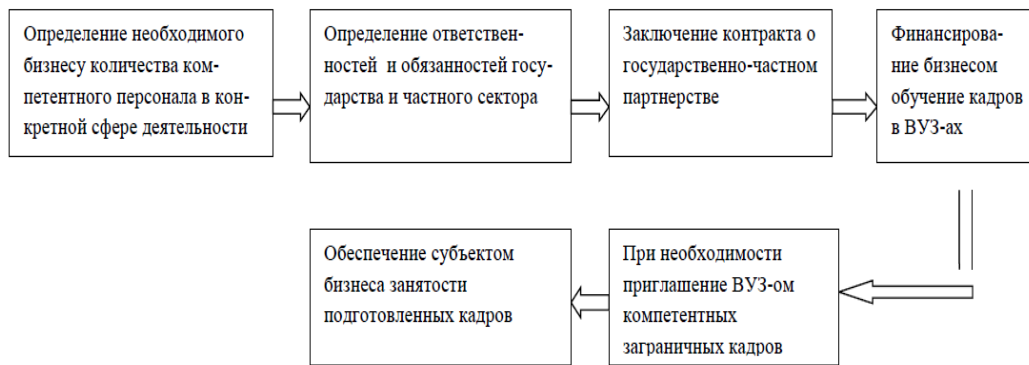 Определение необходимого
бизнесу количества ком-
петентного персонала в кон-
кретной сфере деятельности
Определение ответствен-
ностей и обязанностей госу-
дарства и частного сектора
Заключение контракта о
государственно-частном
партнерстве
Финансирова-
ние бизнесом
обучение кадров
в ВУЗ-ах
При необходимости
приглашение ВУЗ-ом
компетентных
заграничных кадров
Обеспечение субъектом
бизнеса занятости
подготовленных кадров